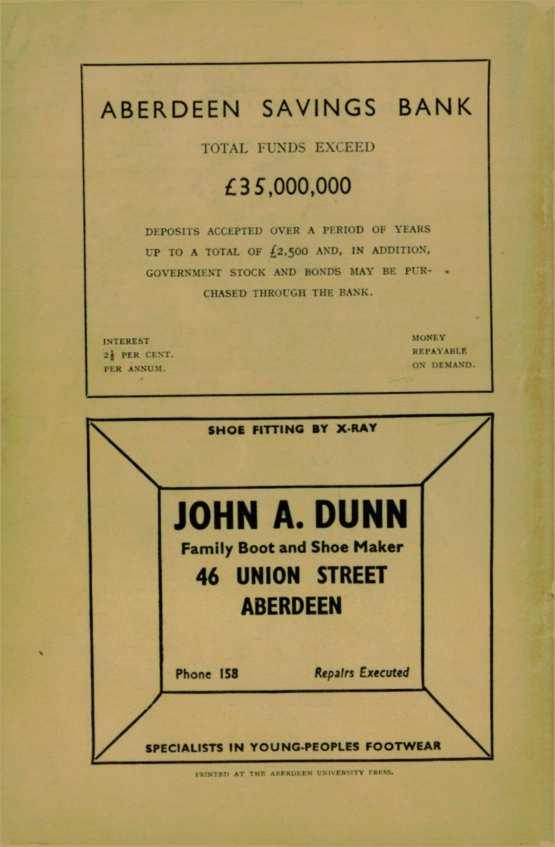 ABERDEEN SAVINGS BANK
TOTAL FUNDS EXCEED
£35,000,000
DEPOSITS ACCEPTED OVER A PERIOD OF YEARS
UP TO A TOTAL OF £2,500 AND, IN ADDITION,
GOVERNMENT STOCK AND BONDS MAY BE PUR-
CHASED THROUGH THE BANK.
INTEREST
2½ PER CENT.
PER ANNUM.
MONEY
REPAYABLE
ON DEMAND.
SHOE FITTING BY X-RAY
JOHN A. DUNN
Family Boot and Shoe Maker
46 UNION STREET
ABERDEEN
Phone 158 Repairs Executed
SPECIALISTS IN YOUNG-PEOPLES FOOTWEAR
PRINTED AT THE ABERDEEN UNIVERSITY PRESS.